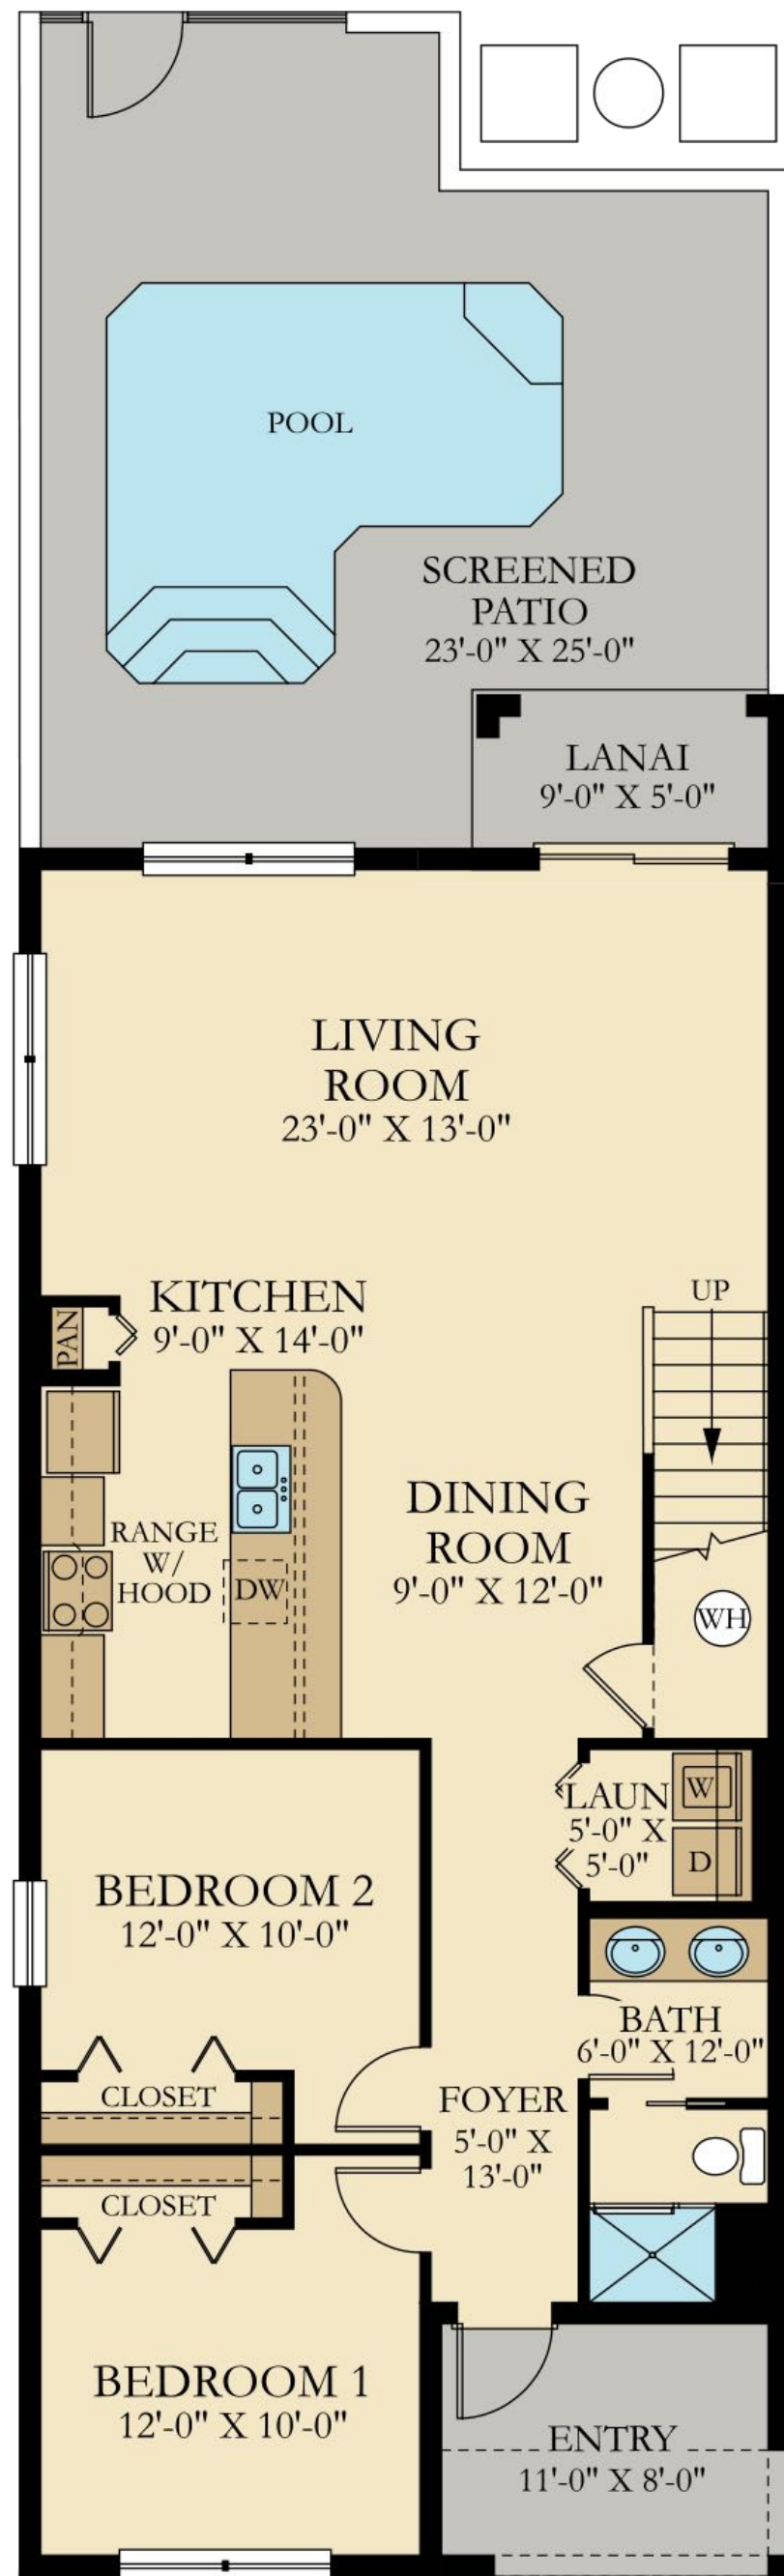 POOL
SCREENED
PATIO
23'-0" X 25'-0"
LANAI
9'-0" X 5'-0"
LIVING
ROOM
23'-0" X 13'-0"
KITCHEN
9'-0" X 14'-0"
PAN
UP
DINING
ROOM
9'-0" X 12'-0"
RANGE
W/
HOOD
DW
WH
LAUN
5'-0" X
5'-0"
W
D
BEDROOM 2
12'-0" X 10'-0"
BATH
6'-0" X 12'-0"
CLOSET
FOYER
5'-0" X
13'-0"
CLOSET
BEDROOM 1
12'-0" X 10'-0"
ENTRY
11'-0" X 8'-0"